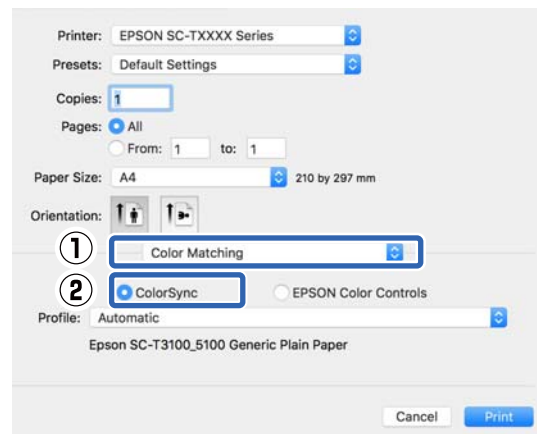 Printer: EPSON SC-TXXXX Series
Presets: Default Settings
Copies: 1
Pages: All
From: 1 to: 1
Paper Size: A4 210 by 297 mm
Orientation:
① Color Matching
② ColorSync EPSON Color Controls
Profile: Automatic
Epson SC-T3100_5100 Generic Plain Paper
Cancel Print